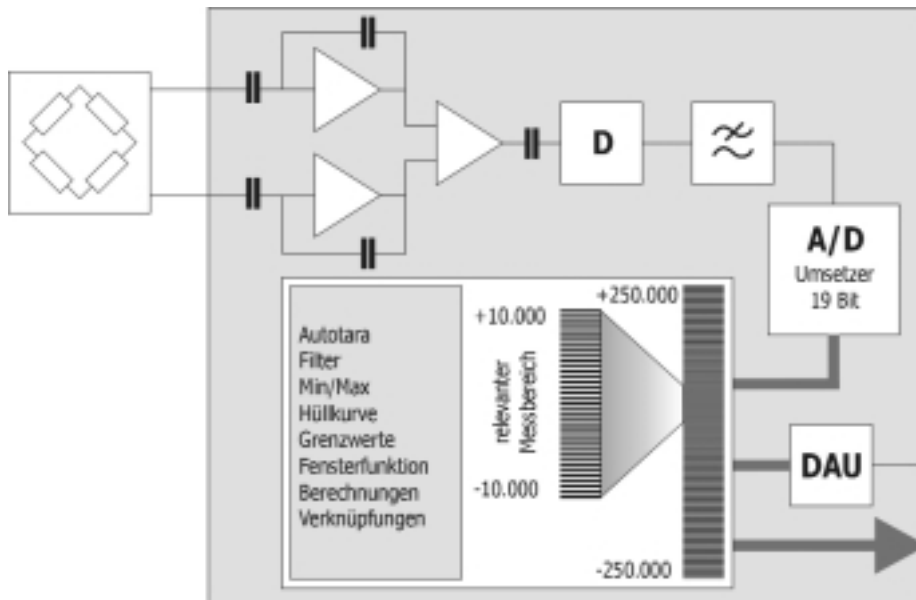 D
A/D
Umsetzer
19 Bit
Autotara
Filter
Min/Max
Hüllkurve
Grenzwerte
Fensterfunktion
Berechnungen
Verknüpfungen
+10.000
relevanter
Messbereich
-10.000
+250.000
-250.000
DAU